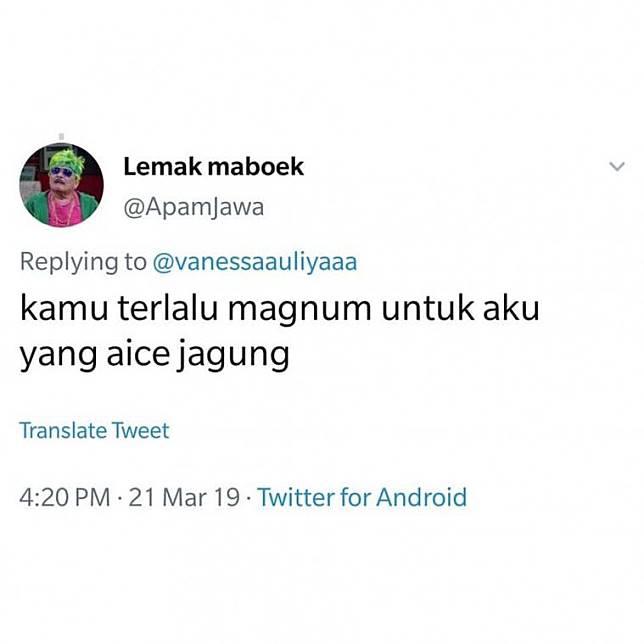 Lemak maboek
@ApamJawa
Replying to @vanessaauliyaaa
kamu terlalu magnum untuk aku
yang aice jagung
Translate Tweet
4:20 PM · 21 Mar 19 · Twitter for Android